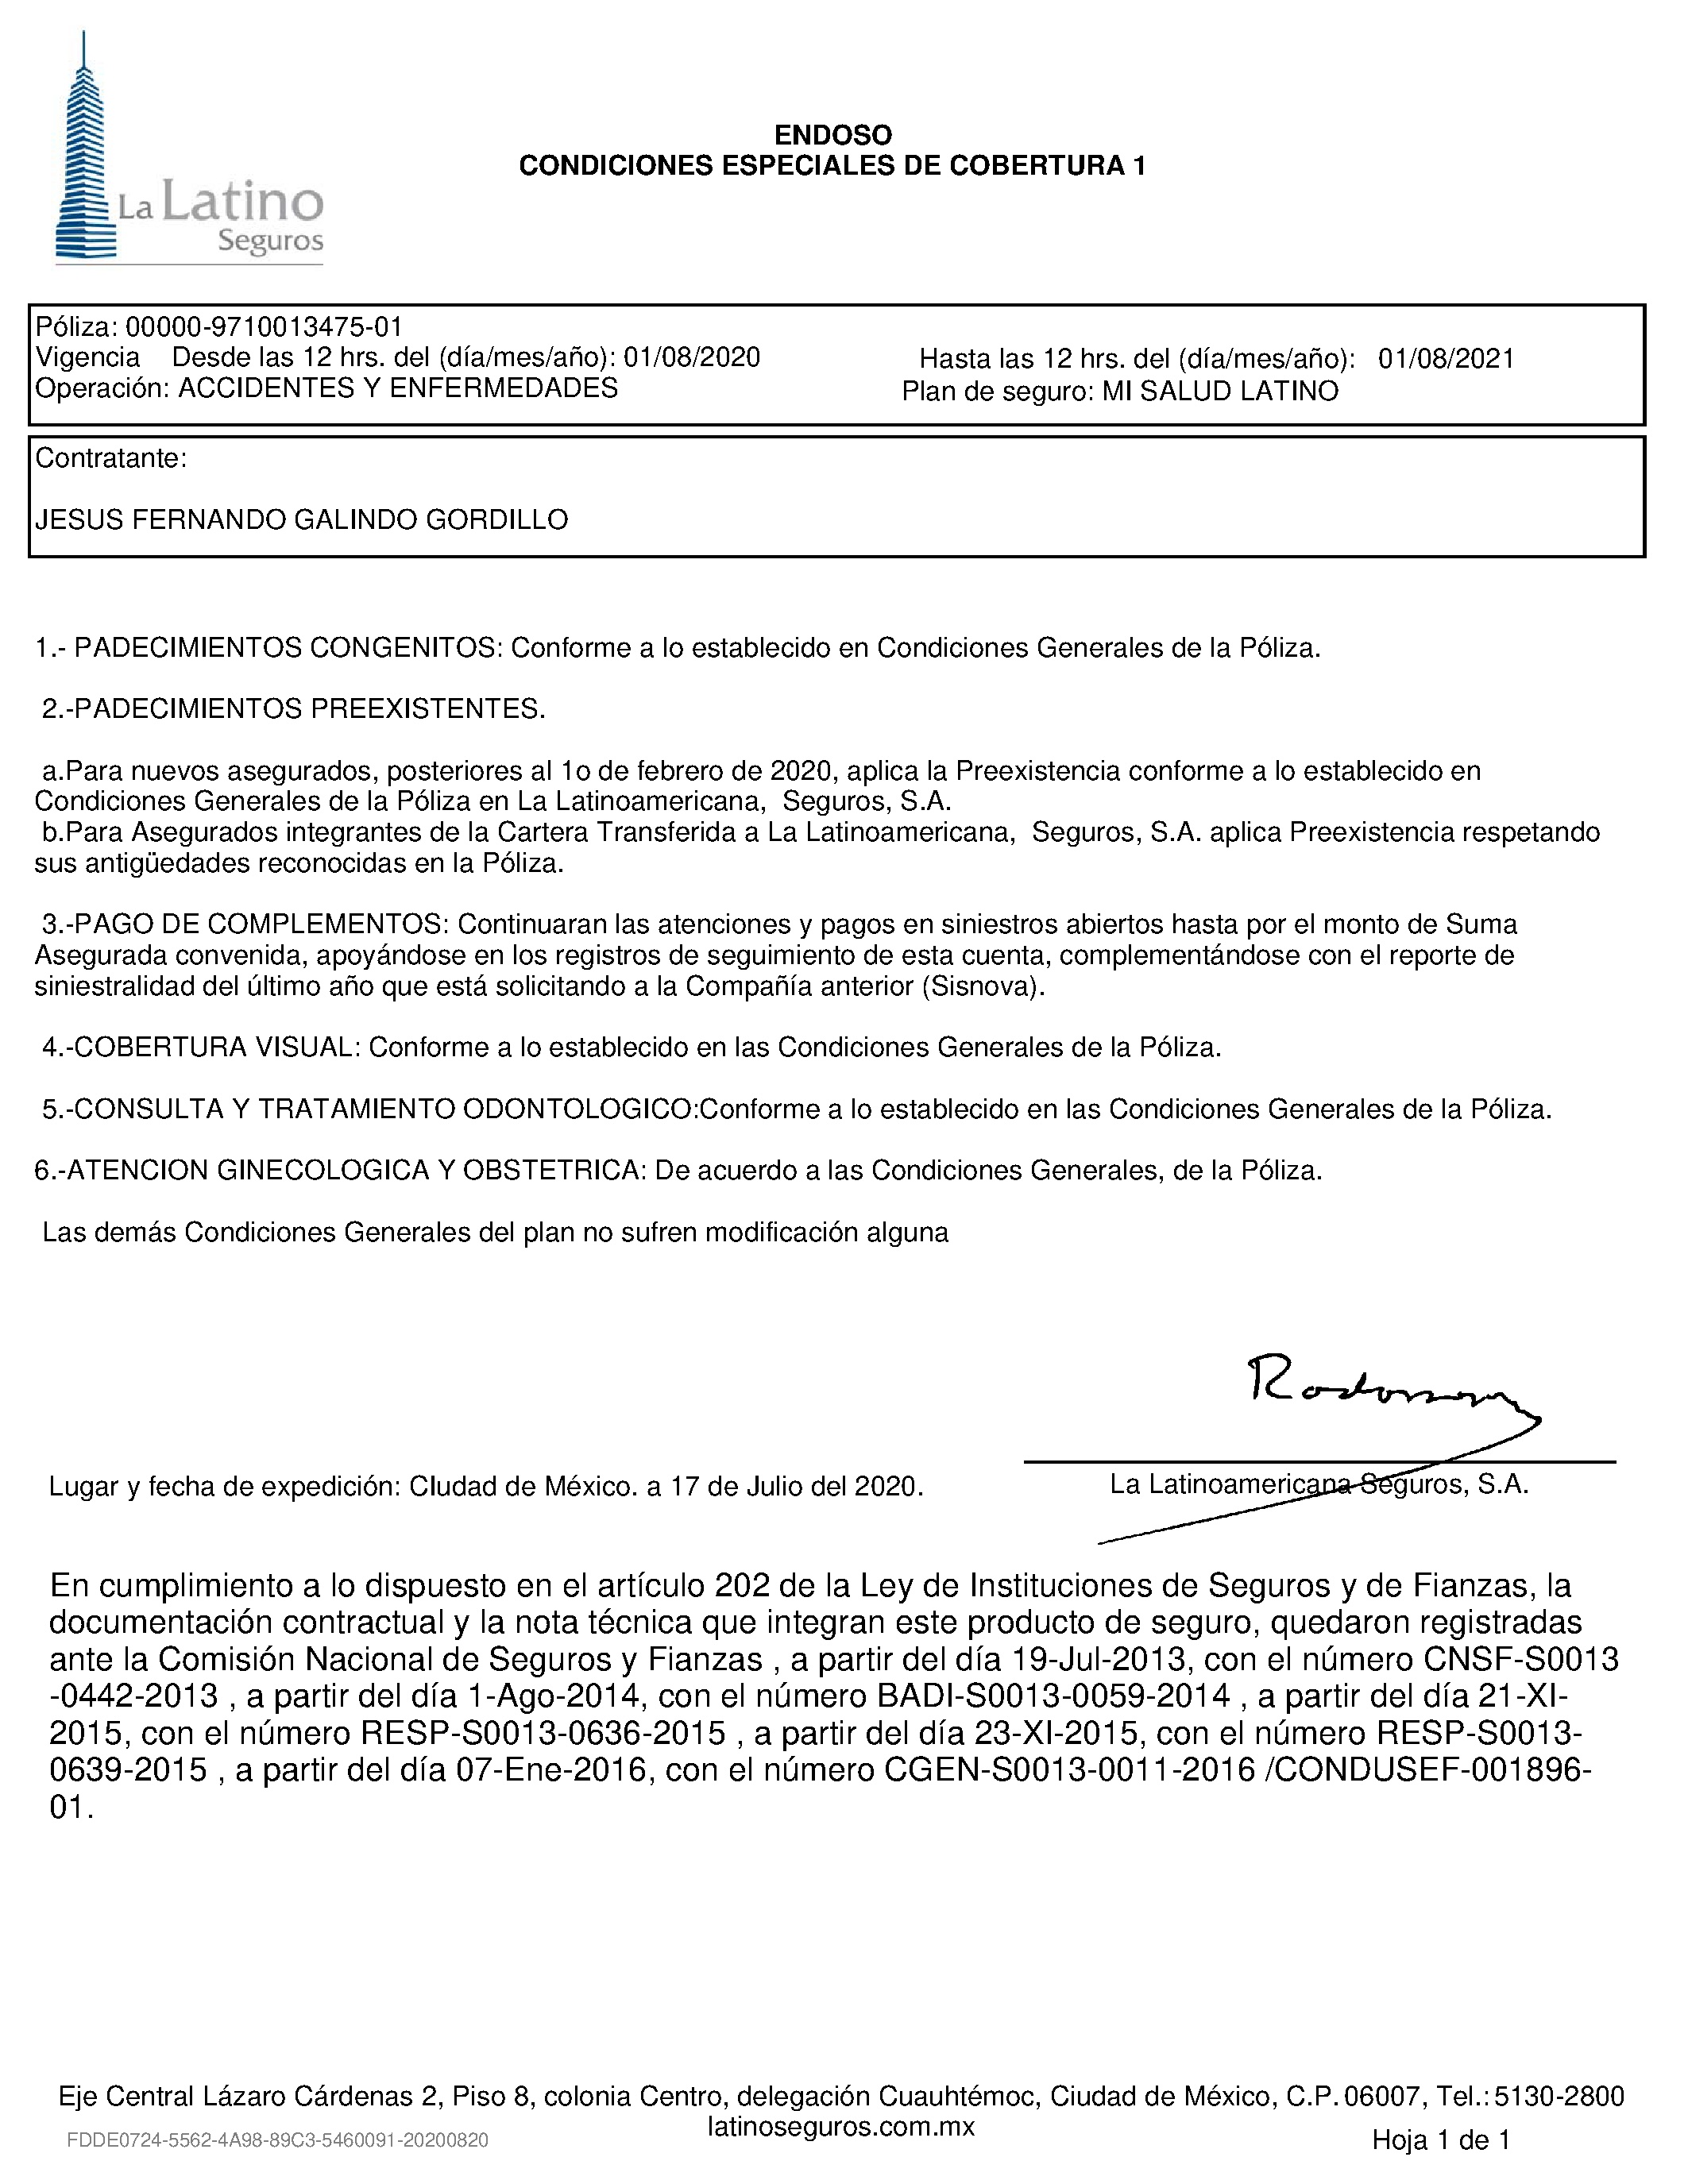 La Latino
Seguros
ENDOSO
CONDICIONES ESPECIALES DE COBERTURA 1
Póliza: 00000-9710013475-01
Vigencia Desde las 12 hrs. del (día/mes/año): 01/08/2020 Hasta las 12 hrs. del (día/mes/año): 01/08/2021
Operación: ACCIDENTES Y ENFERMEDADES Plan de seguro: MI SALUD LATINO
Contratante:
JESUS FERNANDO GALINDO GORDILLO
1.- PADECIMIENTOS CONGENITOS: Conforme a lo establecido en Condiciones Generales de la Póliza.
2.-PADECIMIENTOS PREEXISTENTES.
a.Para nuevos asegurados, posteriores al 1o de febrero de 2020, aplica la Preexistencia conforme a lo establecido en
Condiciones Generales de la Póliza en La Latinoamericana, Seguros, S.A.
b.Para Asegurados integrantes de la Cartera Transferida a La Latinoamericana, Seguros, S.A. aplica Preexistencia respetando
sus antigüedades reconocidas en la Póliza.
3.-PAGO DE COMPLEMENTOS: Continuaran las atenciones y pagos en siniestros abiertos hasta por el monto de Suma
Asegurada convenida, apoyándose en los registros de seguimiento de esta cuenta, complementándose con el reporte de
siniestralidad del último año que está solicitando a la Compañía anterior (Sisnova).
4.-COBERTURA VISUAL: Conforme a lo establecido en las Condiciones Generales de la Póliza.
5.-CONSULTA Y TRATAMIENTO ODONTOLOGICO:Conforme a lo establecido en las Condiciones Generales de la Póliza.
6.-ATENCION GINECOLOGICA Y OBSTETRICA: De acuerdo a las Condiciones Generales, de la Póliza.
Las demás Condiciones Generales del plan no sufren modificación alguna
Lugar y fecha de expedición: CIudad de México. a 17 de Julio del 2020.
La Latinoamericana Seguros, S.A.
En cumplimiento a lo dispuesto en el artículo 202 de la Ley de Instituciones de Seguros y de Fianzas, la
documentación contractual y la nota técnica que integran este producto de seguro, quedaron registradas
ante la Comisión Nacional de Seguros y Fianzas , a partir del día 19-Jul-2013, con el número CNSF-S0013
-0442-2013 , a partir del día 1-Ago-2014, con el número BADI-S0013-0059-2014 , a partir del día 21-XI-
2015, con el número RESP-S0013-0636-2015 , a partir del día 23-XI-2015, con el número RESP-S0013-
0639-2015 , a partir del día 07-Ene-2016, con el número CGEN-S0013-0011-2016 /CONDUSEF-001896-
01.
Eje Central Lázaro Cárdenas 2, Piso 8, colonia Centro, delegación Cuauhtémoc, Ciudad de México, C.P. 06007, Tel.: 5130-2800
latinoseguros.com.mx
FDDE0724-5562-4A98-89C3-5460091-20200820
Hoja 1 de 1